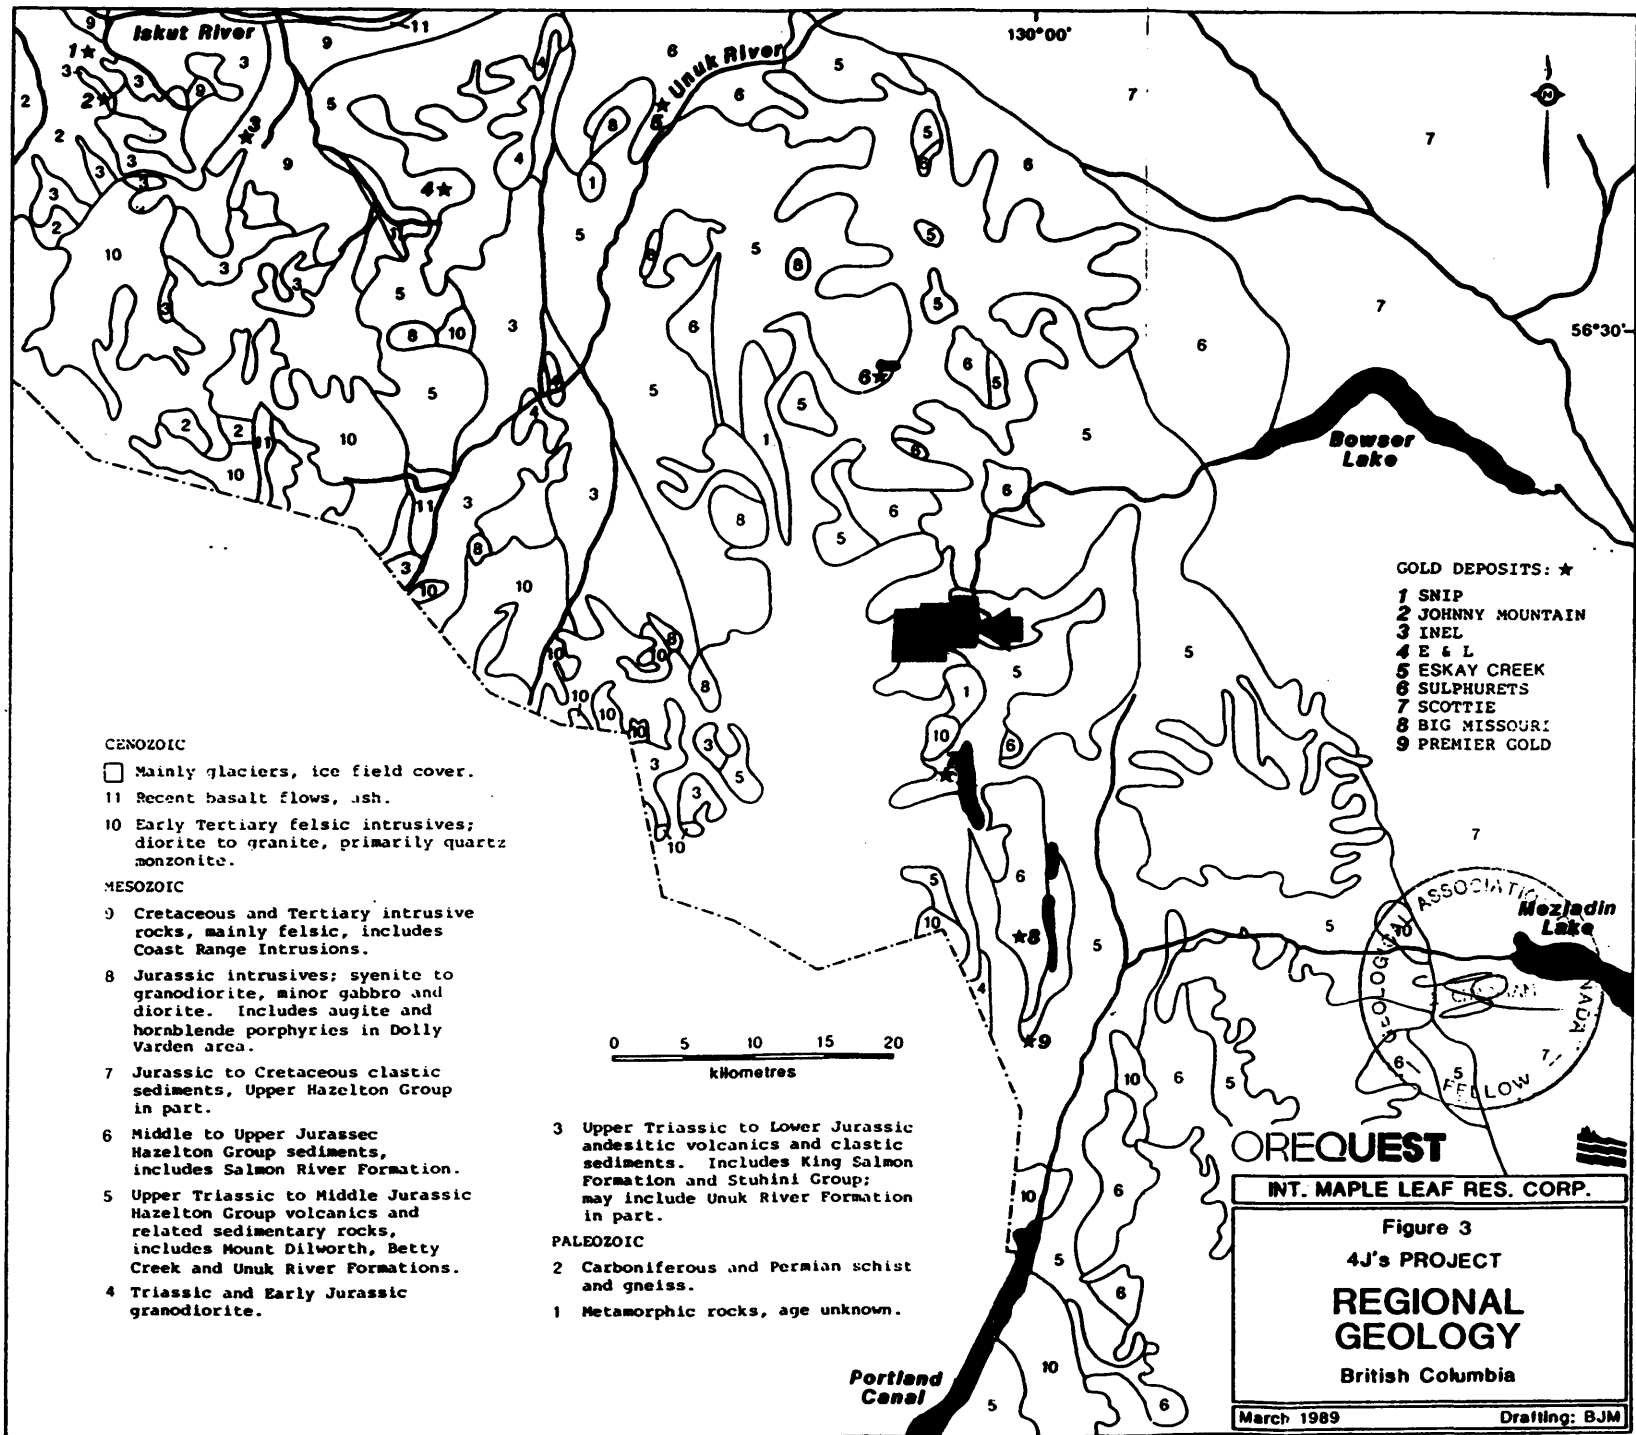 Iskut River
Unuk River
130°00'
56°30'
Bowser
Lake
GOLD DEPOSITS: ★
1 SNIP
2 JOHNNY MOUNTAIN
3 INEL
4 E & L
5 ESKAY CREEK
6 SULPHURETS
7 SCOTTIE
8 BIG MISSOURI
9 PREMIER GOLD
Meziadin
Lake
GEOLOGICAL ASSOCIATION
CANADA
FELLOW
CENOZOIC
Mainly glaciers, ice field cover.
11 Recent basalt flows, ash.
10 Early Tertiary felsic intrusives;
diorite to granite, primarily quartz
monzonite.
MESOZOIC
9 Cretaceous and Tertiary intrusive
rocks, mainly felsic, includes
Coast Range Intrusions.
8 Jurassic intrusives; syenite to
granodiorite, minor gabbro and
diorite. Includes augite and
hornblende porphyries in Dolly
Varden area.
7 Jurassic to Cretaceous clastic
sediments, Upper Hazelton Group
in part.
6 Middle to Upper Jurassec
Hazelton Group sediments,
includes Salmon River Formation.
5 Upper Triassic to Middle Jurassic
Hazelton Group volcanics and
related sedimentary rocks,
includes Mount Dilworth, Betty
Creek and Unuk River Formations.
4 Triassic and Early Jurassic
granodiorite.
0 5 10 20
kilometres
3 Upper Triassic to Lower Jurassic
andesitic volcanics and clastic
sediments. Includes King Salmon
Formation and Stuhini Group;
may include Unuk River Formation
in part.
PALEOZOIC
2 Carboniferous and Permian schist
and gneiss.
1 Metamorphic rocks, age unknown.
Portland
Canal
OREQUEST
INT. MAPLE LEAF RES. CORP.
Figure 3
4J's PROJECT
REGIONAL
GEOLOGY
British Columbia
March 1989 Drafting: BJM